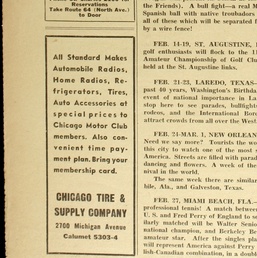 Reservations
Take Route 64 (North Ave.)
to Door
All Standard Makes
Automobile Radios,
Home Radios, Re-
frigerators, Tires,
Auto Accessories at
special prices to
Chicago Motor Club
members. Also con-
venient time pay-
ment plan. Bring your
membership card.
CHICAGO TIRE &
SUPPLY COMPANY
2700 Michigan Avenue
Calumet 5303-4
the Friends). A bull fight—a real M
Spanish ball with native troubadors
all of these which will be separated f
by a wire fence!
FEB. 14-19, ST. AUGUSTINE,
golf enthusiasts will flock to the
Amateur Championship of Golf Clu
held at the St. Augustine links.
FEB. 21-23, LAREDO, TEXAS—
past 40 years, Washington's Birthda
event of national importance in La
stop here to see parades, bullfights
rodeos, and the International Bor
attract crowds from all over the West
FEB. 24-MAR. 1, NEW ORLEAN
Need we say more? Tourists the wo
this city to watch one of the most s
America. Streets are filled with parad
dancing and flowers. A week of the
nival in the world.
The same week there are similar
bile, Ala., and Galveston, Texas.
FEB. 27, MIAMI BEACH, FLA.—
professional tennis! A match between
U. S. and Fred Perry of England to se
ilarly matched will be Walter Senio
national champion, and Berkeley B
amateur star. After the singles pla
will represent America against Perry
lish-Canadian combination, in a doubl